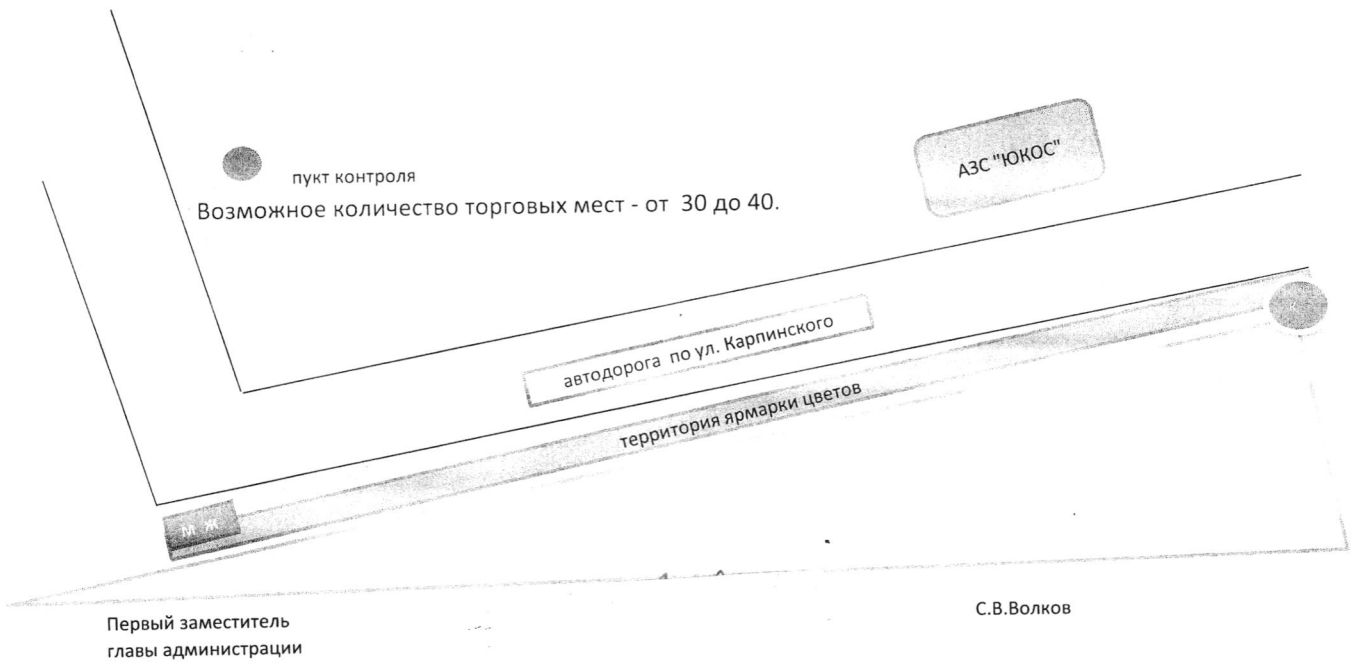 АЗС "ЮКОС"
пукт контроля
Возможное количество торговых мест - от 30 до 40.
автодорога по ул. Карпинского
территория ярмарки цветов
М Ж
Первый заместитель
главы администрации
С.В.Волков